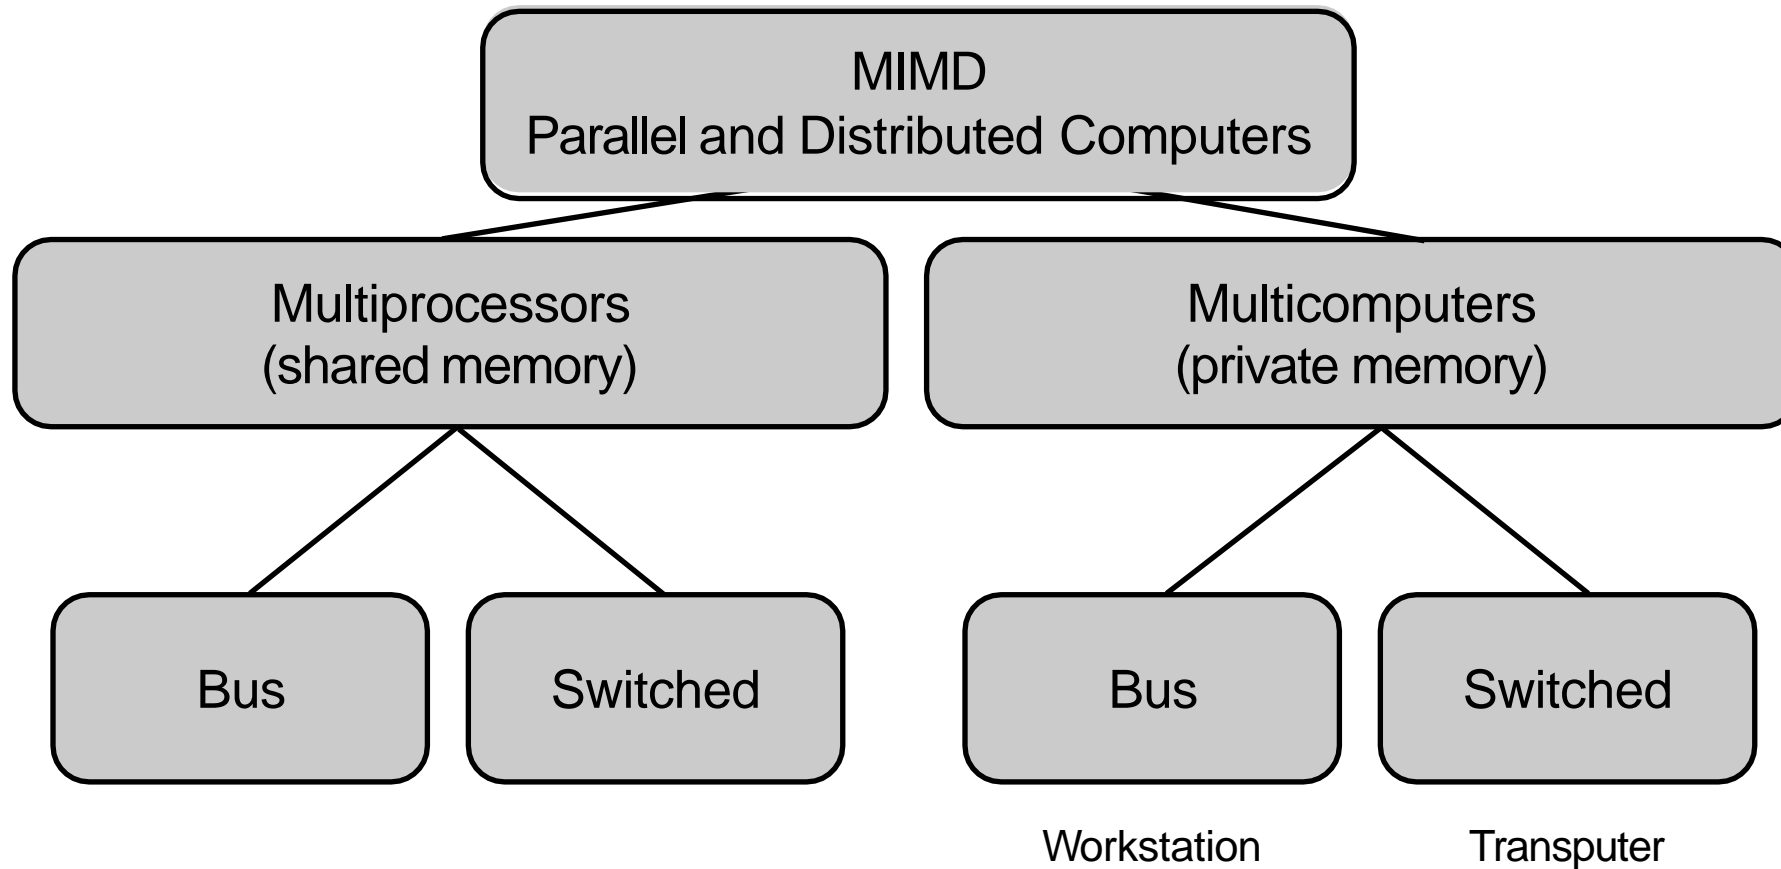 MIMD
Parallel and Distributed Computers
Multiprocessors
(shared memory)
Multicomputers
(private memory)
Bus
Switched
Bus
Switched
Workstation
Transputer